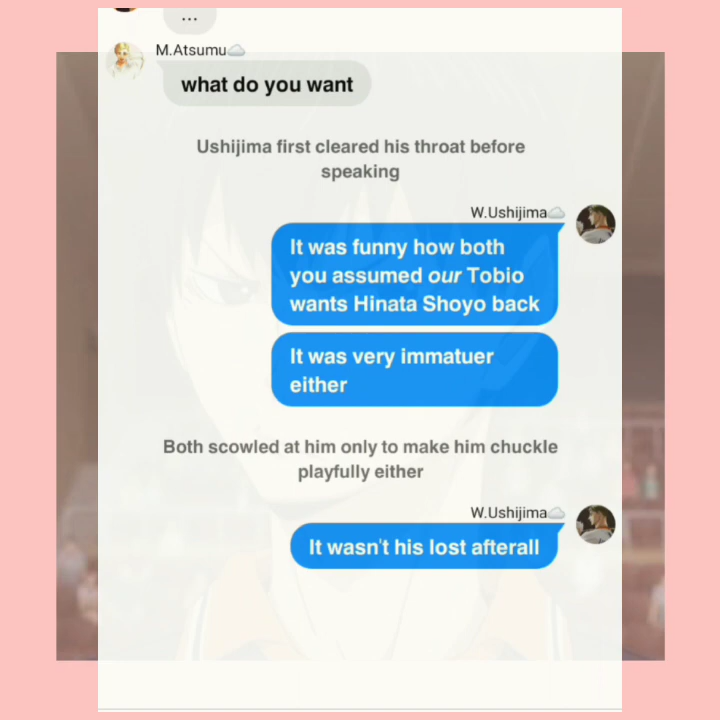 ...
M.Atsumu☁️
what do you want
Ushijima first cleared his throat before
speaking
W.Ushijima☁️
It was funny how both
you assumed our Tobio
wants Hinata Shoyo back
It was very immatuer
either
Both scowled at him only to make him chuckle
playfully either
W.Ushijima☁️
It wasn't his lost afterall